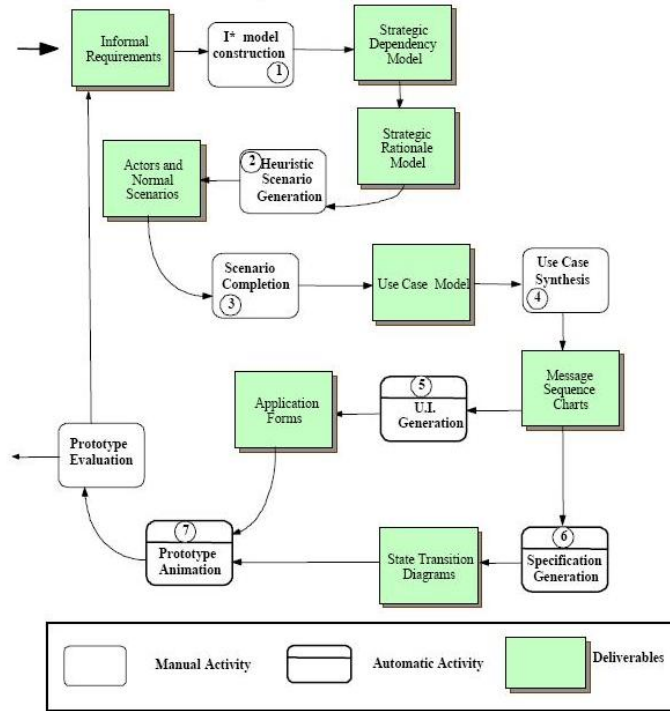 Informal
Requirements
I* model
construction
1
Strategic
Dependency
Model
Strategic
Rationale
Model
2
Heuristic
Scenario
Generation
Actors and
Normal
Scenarios
Scenario
Completion
3
Use Case Model
Use Case
Synthesis
4
Message
Sequence
Charts
5
U.I.
Generation
Application
Forms
Prototype
Evaluation
6
Specification
Generation
State Transition
Diagrams
7
Prototype
Animation
Manual Activity
Automatic Activity
Deliverables